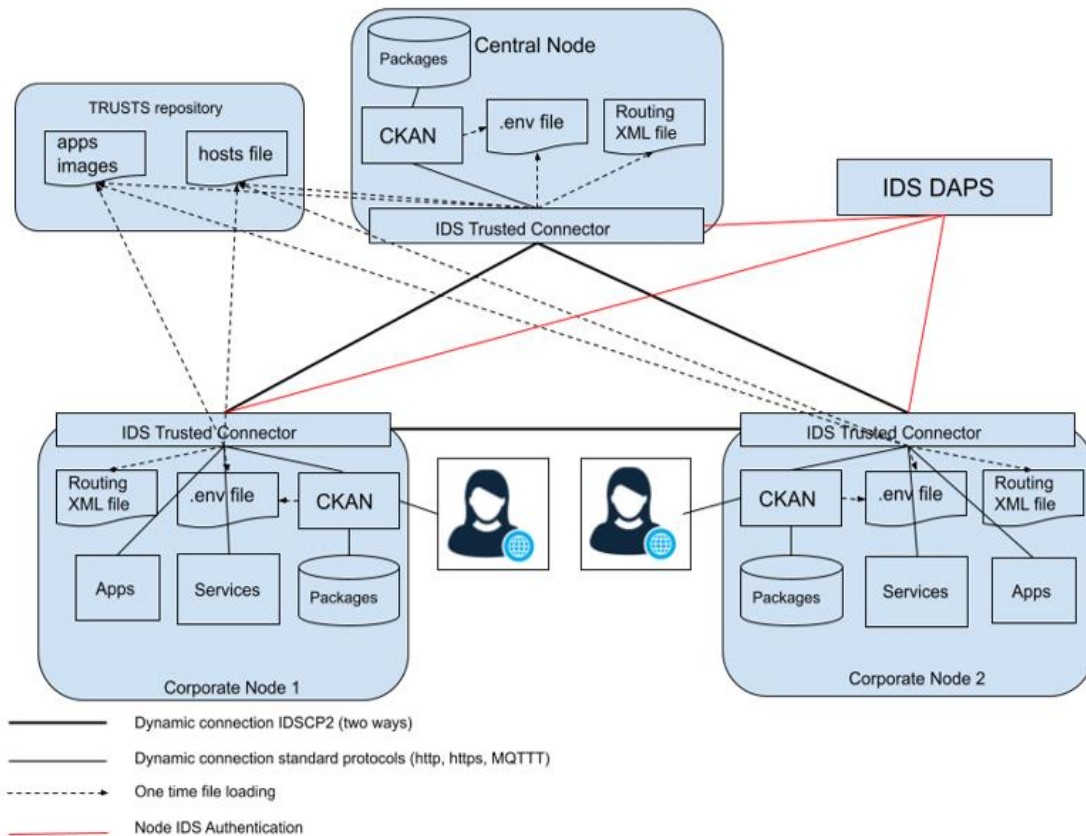 Central Node
Packages
CKAN
.env file
Routing
XML file
IDS Trusted Connector
TRUSTS repository
apps
images
hosts file
IDS DAPS
IDS Trusted Connector
Routing
XML file
.env file
CKAN
Apps
Services
Packages
Corporate Node 1
IDS Trusted Connector
CKAN
.env file
Routing
XML file
Packages
Services
Apps
Corporate Node 2
Dynamic connection IDSCP2 (two ways)
Dynamic connection standard protocols (http, https, MQTTT)
One time file loading
Node IDS Authentication